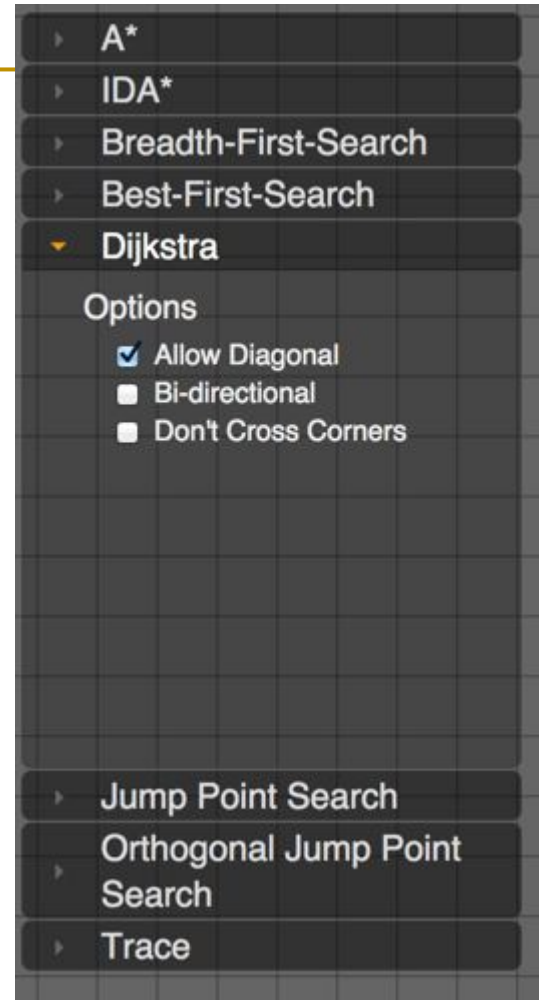 A*
IDA*
Breadth-First-Search
Best-First-Search
Dijkstra
Options
Allow Diagonal
Bi-directional
Don't Cross Corners
Jump Point Search
Orthogonal Jump Point
Search
Trace